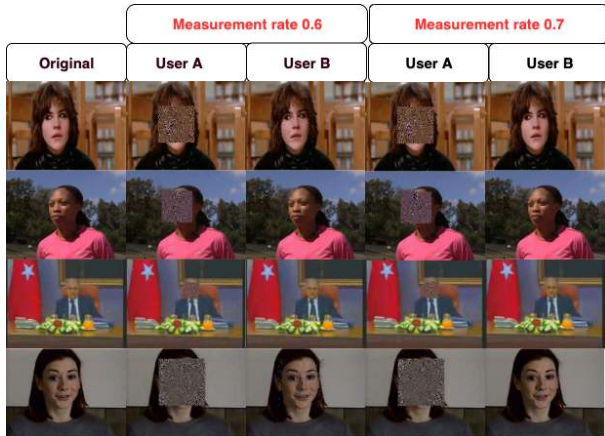 Measurement rate 0.6 Measurement rate 0.7
Original User A User B User A User B